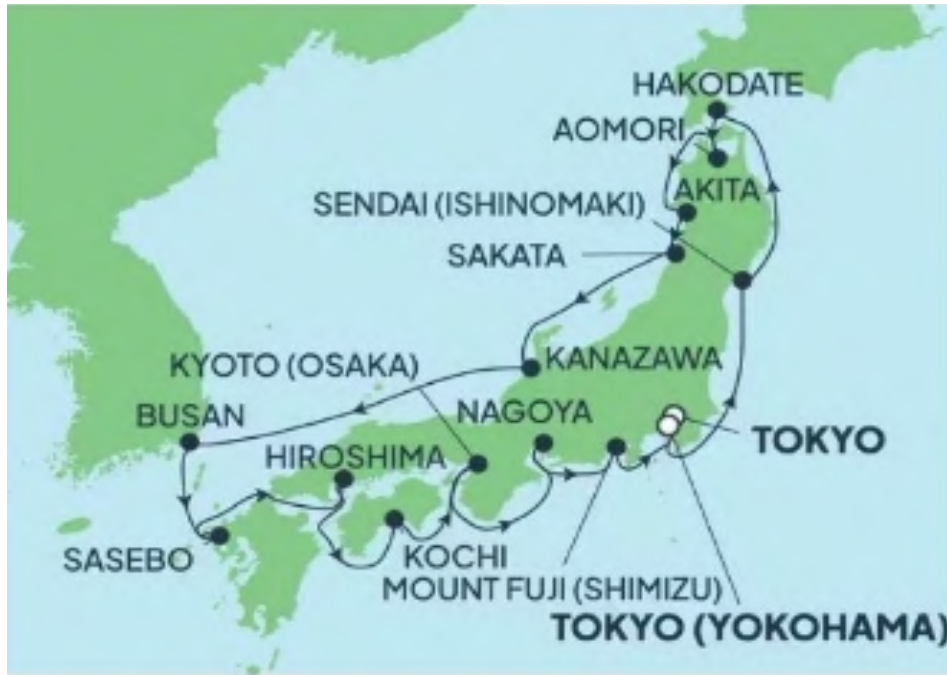 HAKODATE
AOMORI
AKITA
SENDAI (ISHINOMAKI)
SAKATA
KANAZAWA
KYOTO (OSAKA)
NAGOYA
BUSAN
TOKYO
HIROSHIMA
KOCHI
SASEBO
MOUNT FUJI (SHIMIZU)
TOKYO (YOKOHAMA)